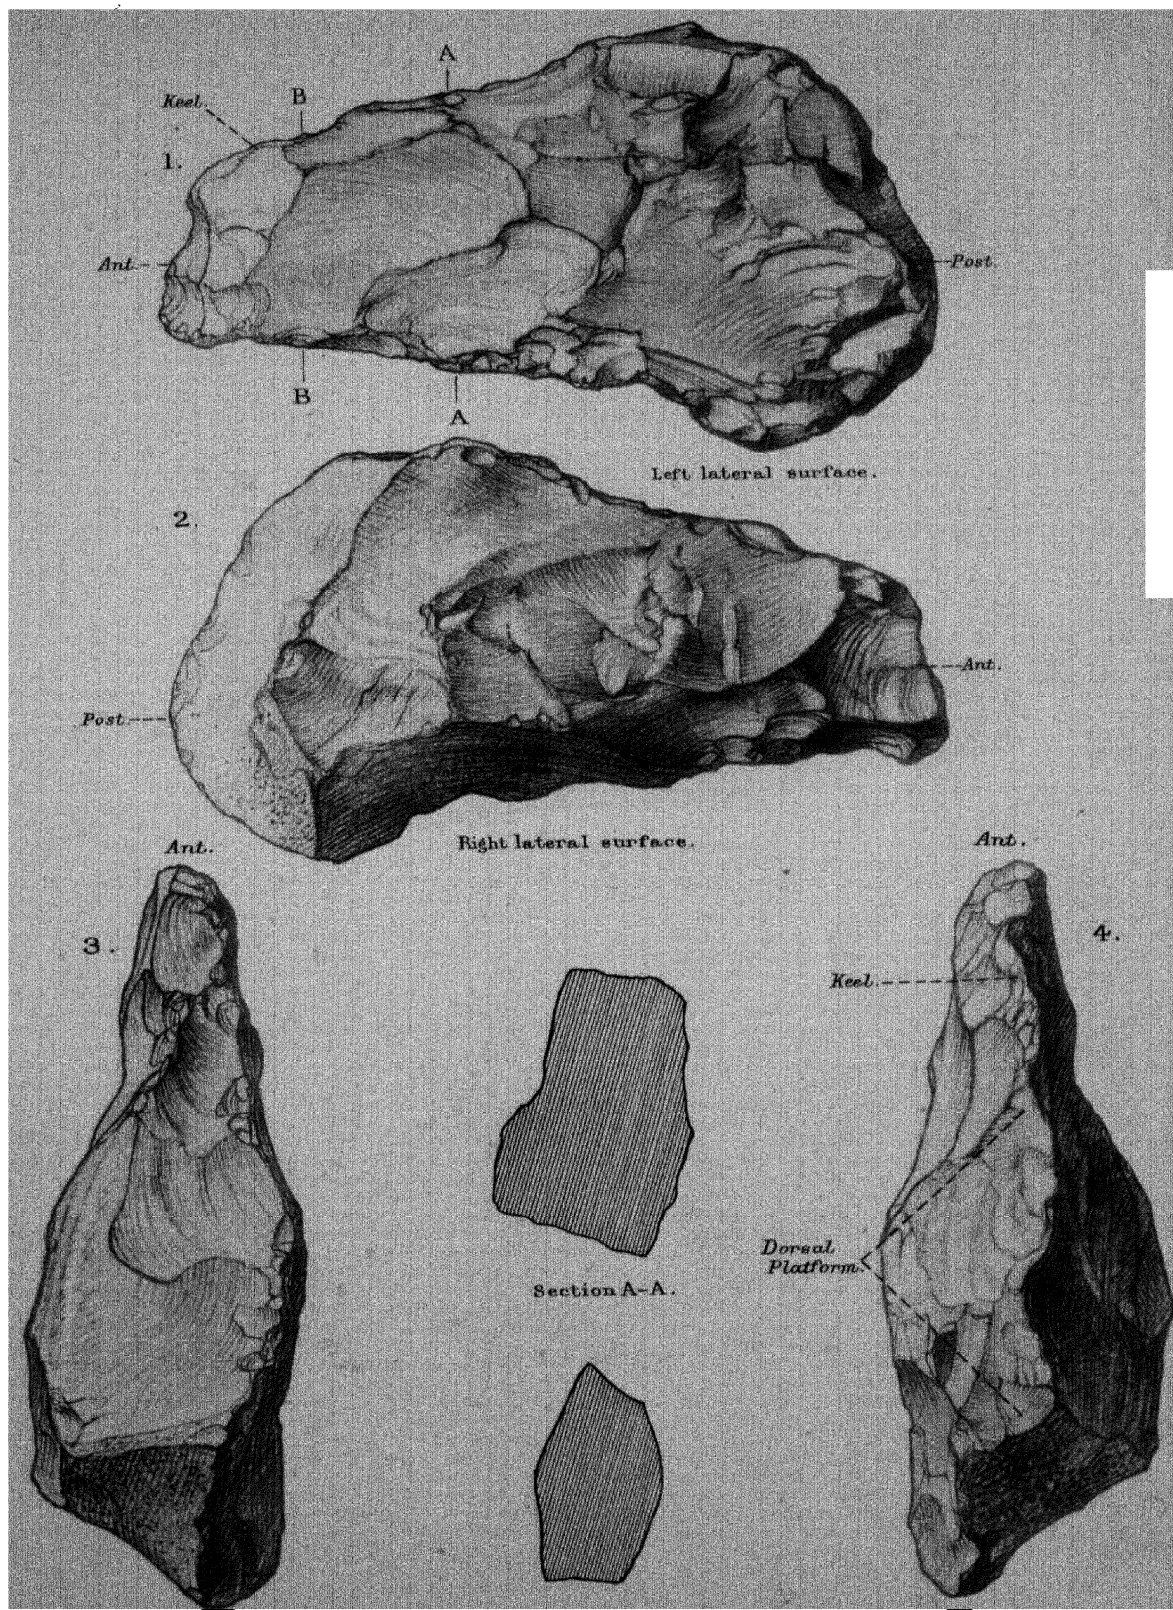 A
B
Keel.
1.
Ant.
Post.
B
A
Left lateral surface.
2.
Ant.
Post.
Right lateral surface.
Ant.
Ant.
3.
4.
Keel.
Dorsal
Platform.
Section A-A.